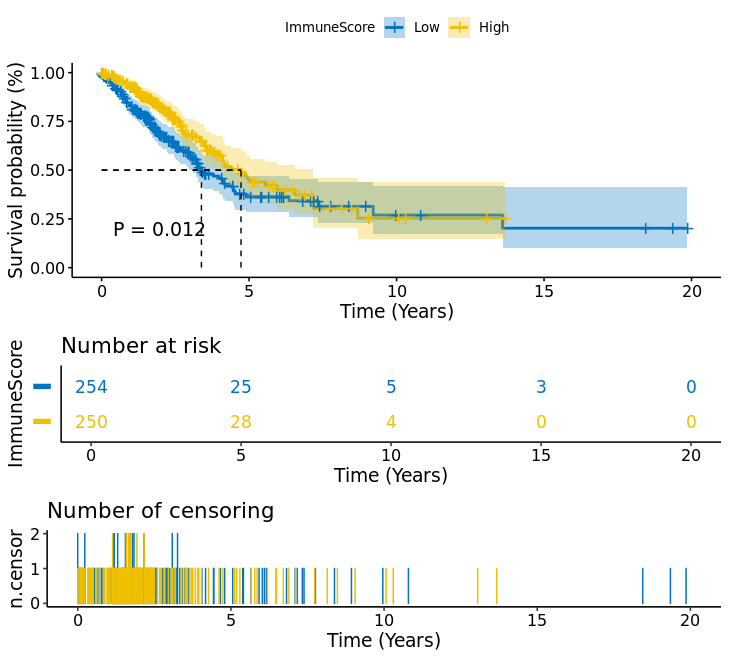 ImmuneScore Low High
Survival probability (%)
1.00
0.75
0.50
0.25
0.00
P = 0.012
0 5 10 15 20
Time (Years)
Number at risk
ImmuneScore
254 25 5 3 0
250 28 4 0 0
0 5 10 15 20
Time (Years)
Number of censoring
n.censor
2
1
0
0 5 10 15 20
Time (Years)